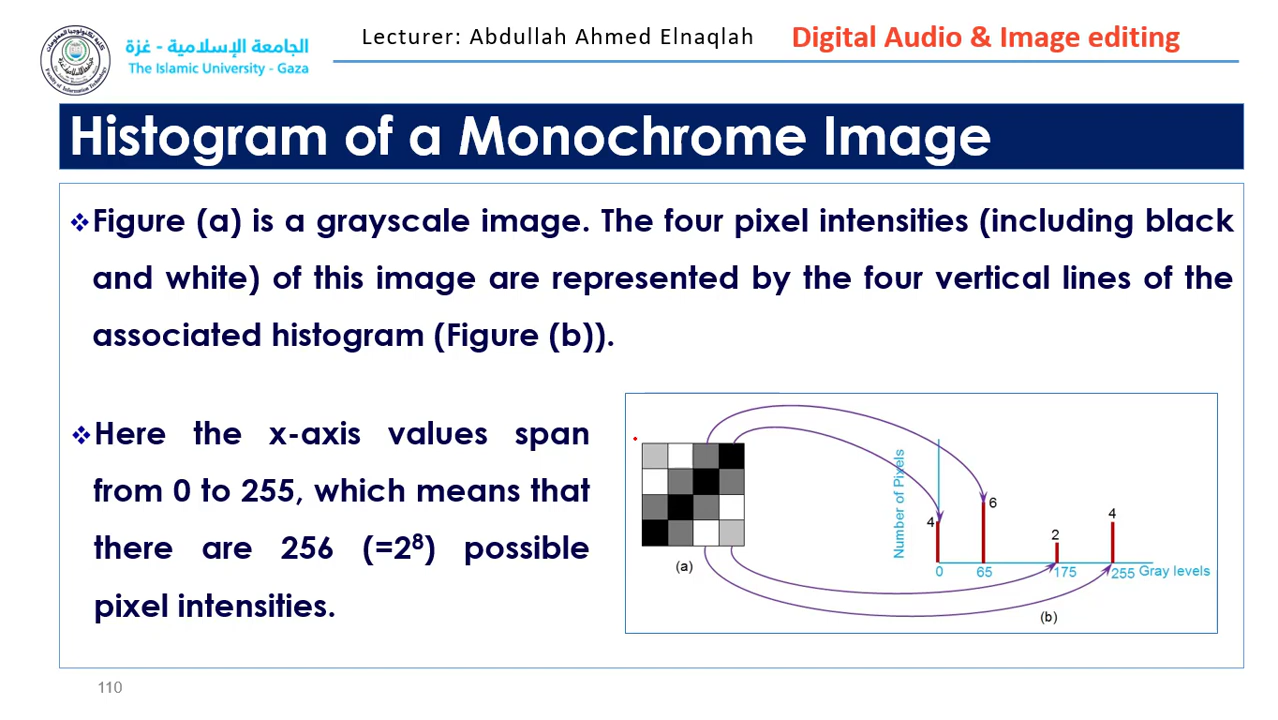 الجامعة الإسلامية - غزة
The Islamic University - Gaza
Lecturer: Abdullah Ahmed Elnaqlah
Digital Audio & Image editing
Histogram of a Monochrome Image
❖Figure (a) is a grayscale image. The four pixel intensities (including black
and white) of this image are represented by the four vertical lines of the
associated histogram (Figure (b)).
❖Here the x-axis values span
from 0 to 255, which means that
there are 256 (=2⁸) possible
pixel intensities.
(a)
Number of Pixels
4
6
2
4
0
65
175
255
Gray levels
(b)
110